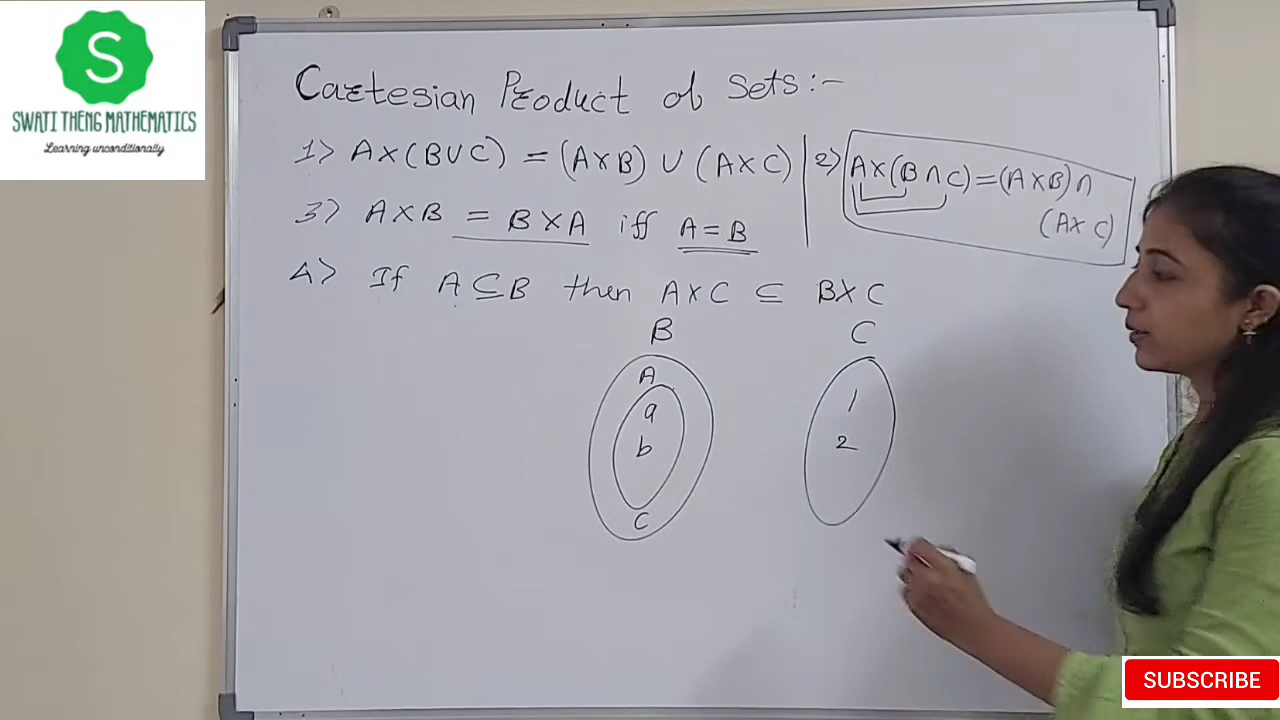 S
SWATI THENG MATHEMATICS
Learning unconditionally
Cartesian Product of Sets :-
1> A×(B∪C) = (A×B) ∪ (A×C)
2> A×(B∩C)=(A×B)∩
(A×C)
3> A×B = B×A iff A=B
4> If A⊆B then A×C ⊆ B×C
B
C
A
a
b
c
1
2
SUBSCRIBE